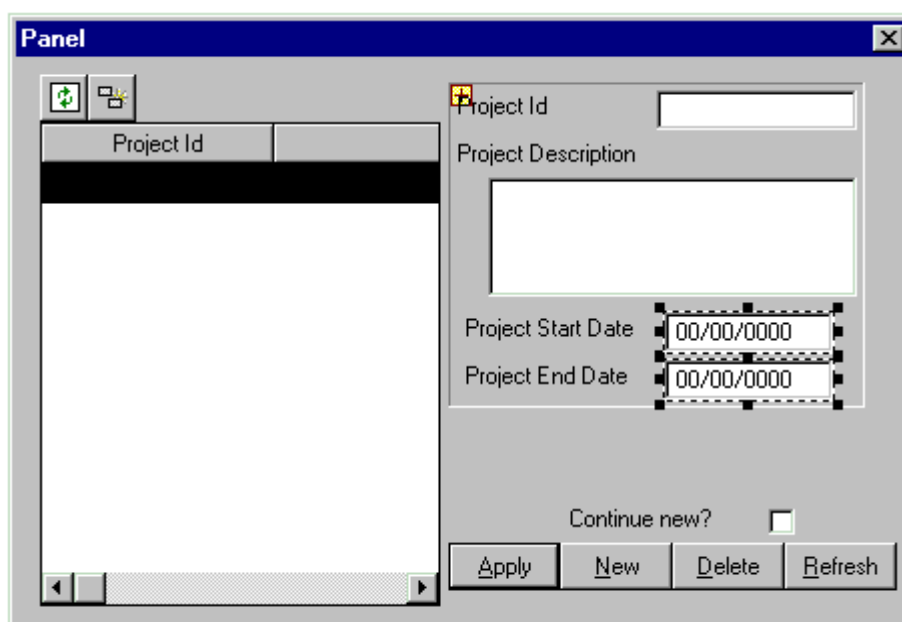 Panel
Project Id
Project Id
Project Description
Project Start Date 00/00/0000
Project End Date 00/00/0000
Continue new?
Apply New Delete Refresh